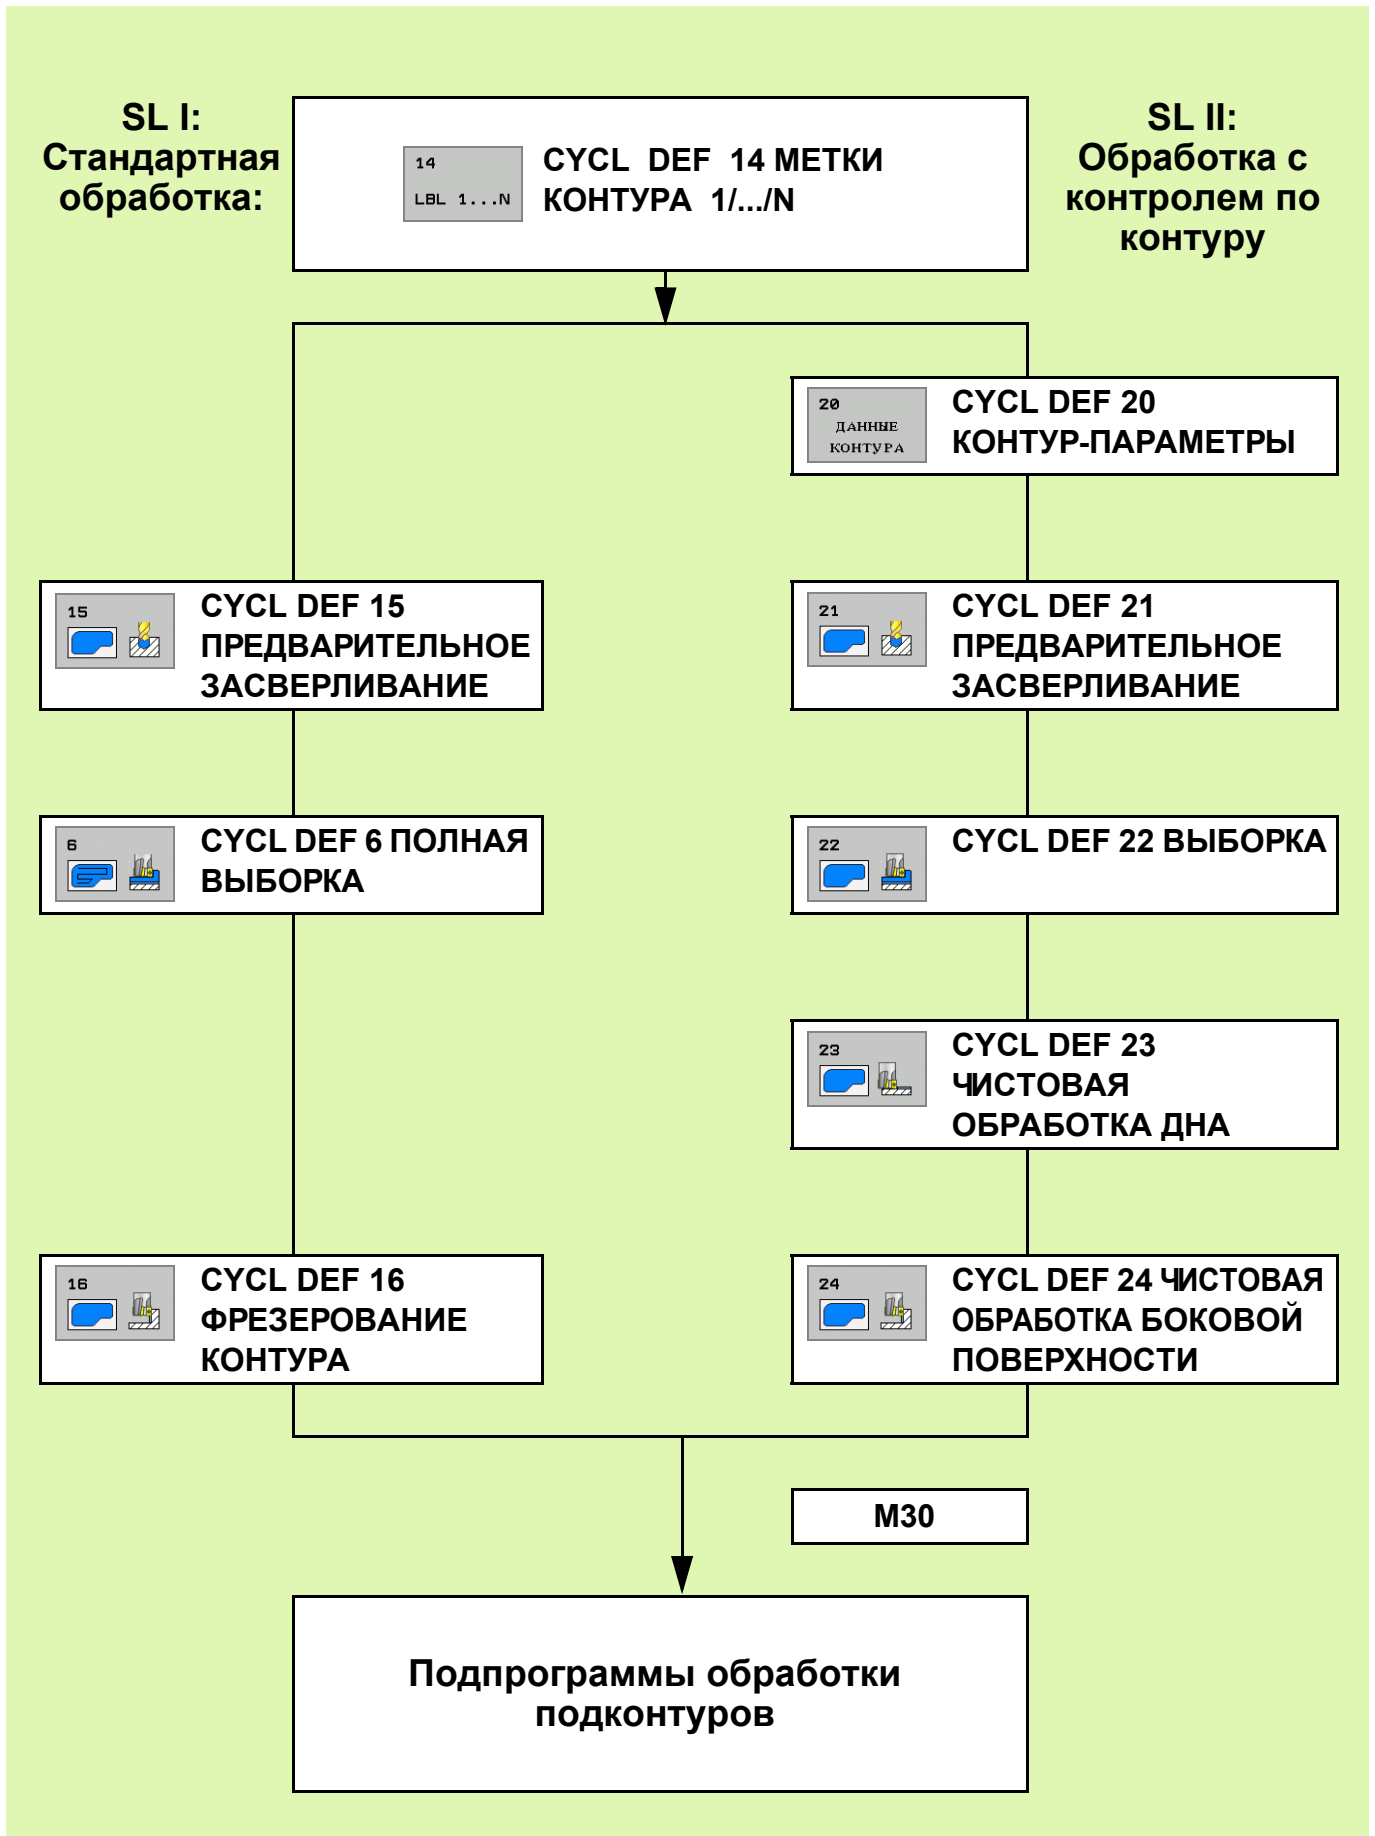 SL I:
Стандартная
обработка:
14
LBL 1...N
CYCL DEF 14 МЕТКИ
КОНТУРА 1/.../N
SL II:
Обработка с
контролем по
контуру
20
ДАННЫЕ
КОНТУРА
CYCL DEF 20
КОНТУР-ПАРАМЕТРЫ
15
CYCL DEF 15
ПРЕДВАРИТЕЛЬНОЕ
ЗАСВЕРЛИВАНИЕ
21
CYCL DEF 21
ПРЕДВАРИТЕЛЬНОЕ
ЗАСВЕРЛИВАНИЕ
6
CYCL DEF 6 ПОЛНАЯ
ВЫБОРКА
22
CYCL DEF 22 ВЫБОРКА
23
CYCL DEF 23
ЧИСТОВАЯ
ОБРАБОТКА ДНА
16
CYCL DEF 16
ФРЕЗЕРОВАНИЕ
КОНТУРА
24
CYCL DEF 24 ЧИСТОВАЯ
ОБРАБОТКА БОКОВОЙ
ПОВЕРХНОСТИ
M30
Подпрограммы обработки
подконтуров